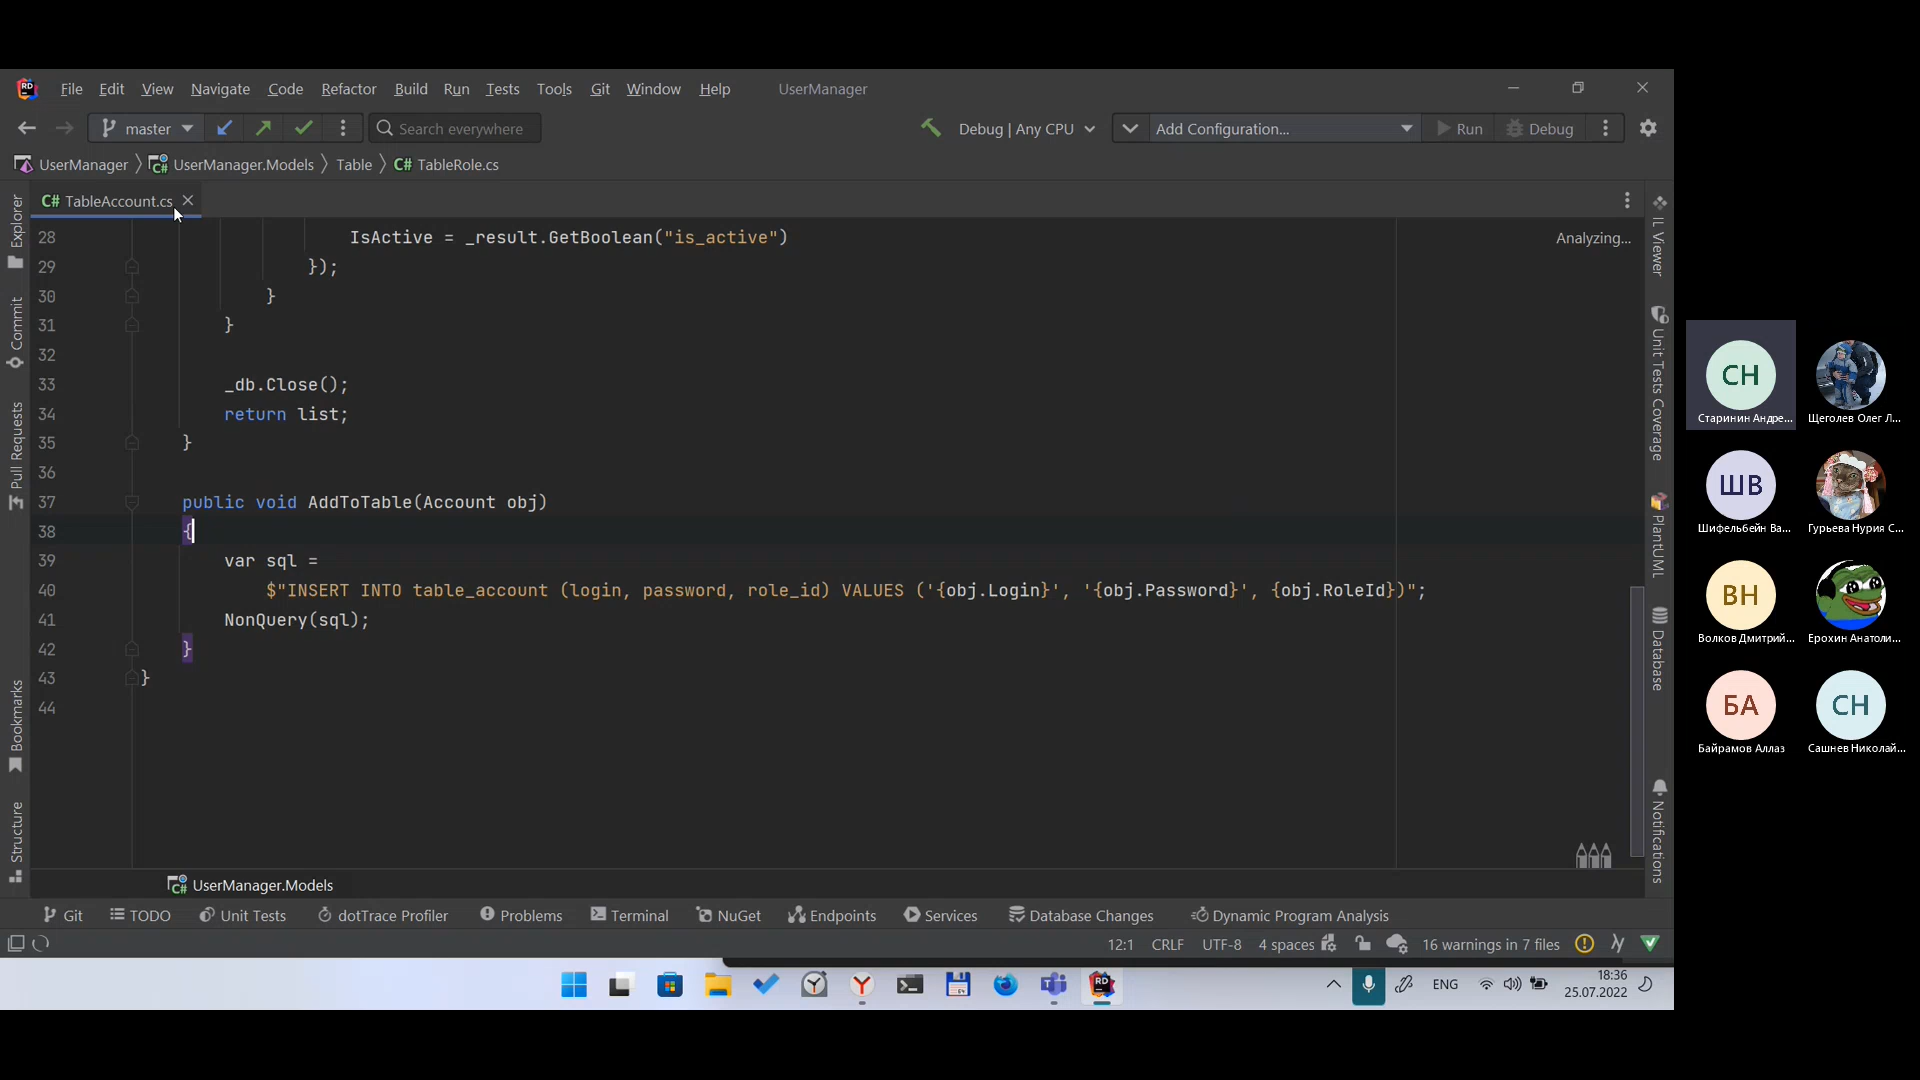 File Edit View Navigate Code Refactor Build Run Tests Tools Git Window Help UserManager
master Search everywhere Debug | Any CPU Add Configuration... Run Debug
UserManager UserManager.Models Table C# TableRole.cs
C# TableAccount.cs
Analyzing...
28 IsActive = _result.GetBoolean("is_active")
29 });
30 }
31 }
32
33 _db.Close();
34 return list;
35 }
36
37 public void AddToTable(Account obj)
38 {
39 var sql =
40 $"INSERT INTO table_account (login, password, role_id) VALUES ('{obj.Login}', '{obj.Password}', {obj.RoleId})";
41 NonQuery(sql);
42 }
43 }
44
Explorer
Commit
Pull Requests
Bookmarks
Structure
IL Viewer
Unit Tests Coverage
PlantUML
Database
Notifications
UserManager.Models
Git TODO Unit Tests dotTrace Profiler Problems Terminal NuGet Endpoints Services Database Changes Dynamic Program Analysis
12:1 CRLF UTF-8 4 spaces 16 warnings in 7 files
ENG 18:36
25.07.2022
СН
Старинин Андре...
Щеголев Олег Л...
ШВ
Шифельбейн Ва...
Гурьева Нурия С...
ВН
Волков Дмитрий...
Ерохин Анатоли...
БА
Байрамов Аллаз
СН
Сашнев Николай...